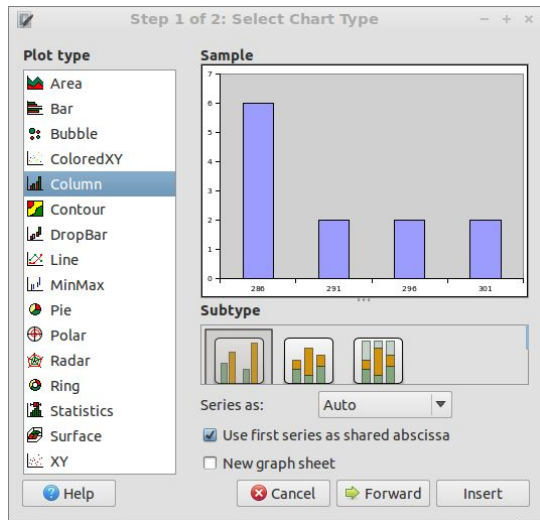 Step 1 of 2: Select Chart Type
Plot type
Area
Bar
Bubble
ColoredXY
Column
Contour
DropBar
Line
MinMax
Pie
Polar
Radar
Ring
Statistics
Surface
XY
Sample
7
6
5
4
3
2
1
0
286 291 296 301
Subtype
Series as: Auto
Use first series as shared abscissa
New graph sheet
Help Cancel Forward Insert